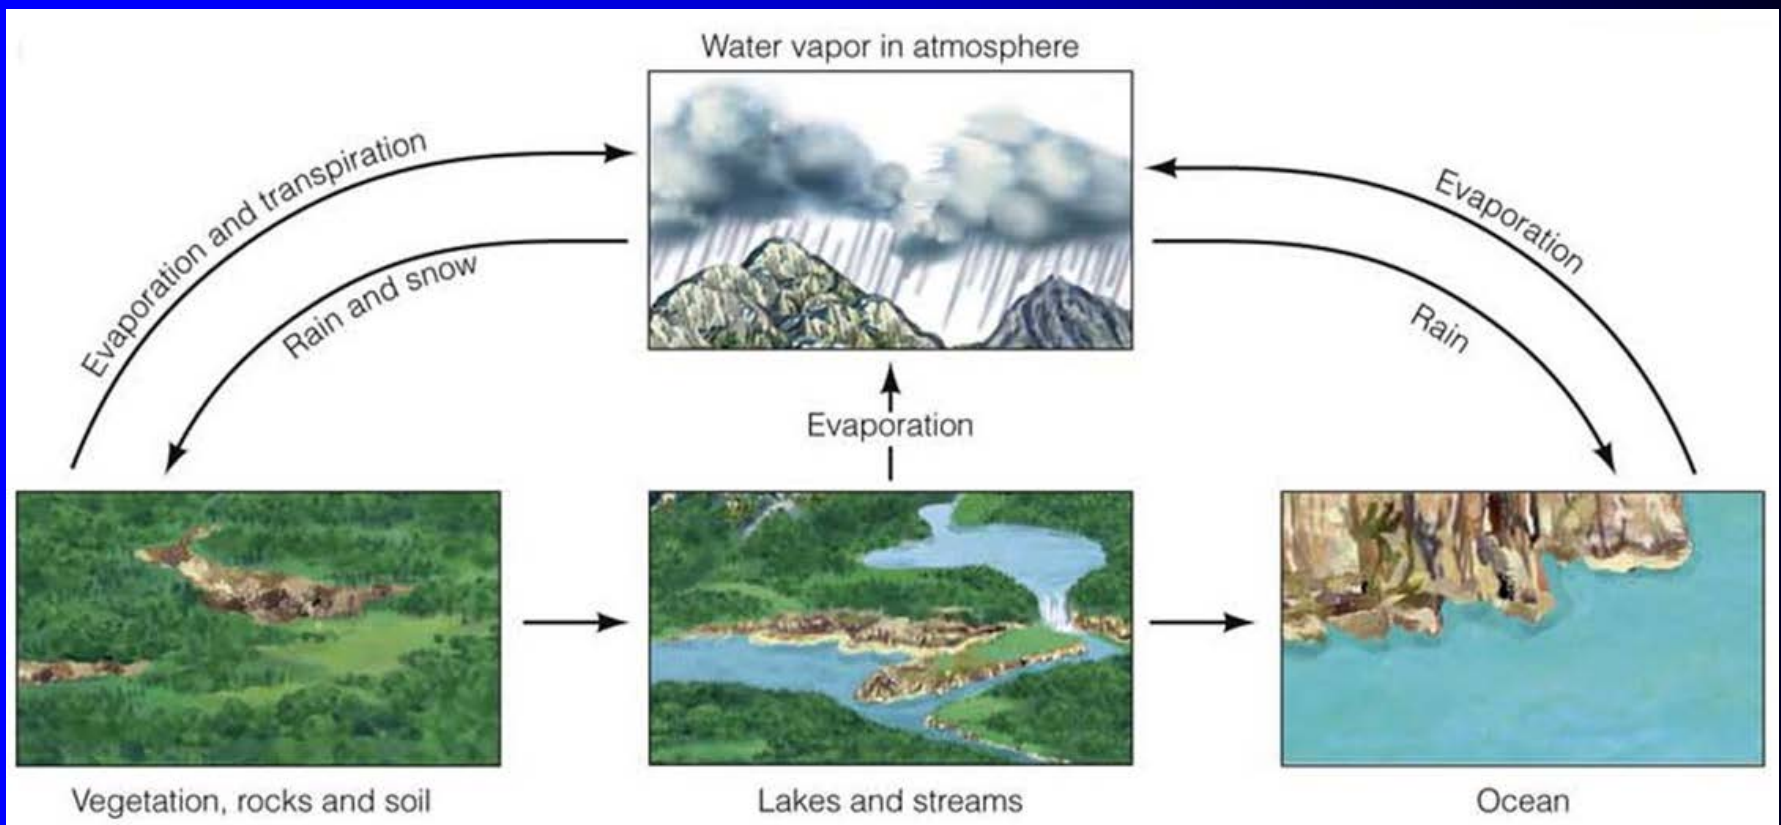 Water vapor in atmosphere
Evaporation and transpiration
Rain and snow
Evaporation
Rain
Evaporation
Vegetation, rocks and soil
Lakes and streams
Ocean